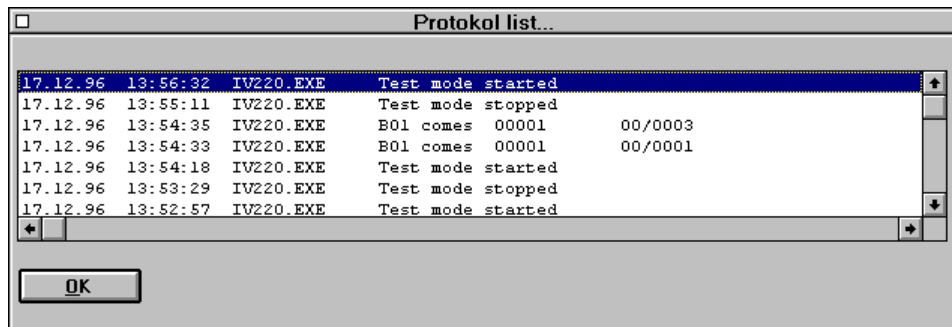 Protokol list...
17.12.96 13:56:32 IV220.EXE Test mode started
17.12.96 13:55:11 IV220.EXE Test mode stopped
17.12.96 13:54:35 IV220.EXE B01 comes 00001 00/0003
17.12.96 13:54:33 IV220.EXE B01 comes 00001 00/0001
17.12.96 13:54:18 IV220.EXE Test mode started
17.12.96 13:53:29 IV220.EXE Test mode stopped
17.12.96 13:52:57 IV220.EXE Test mode started
OK